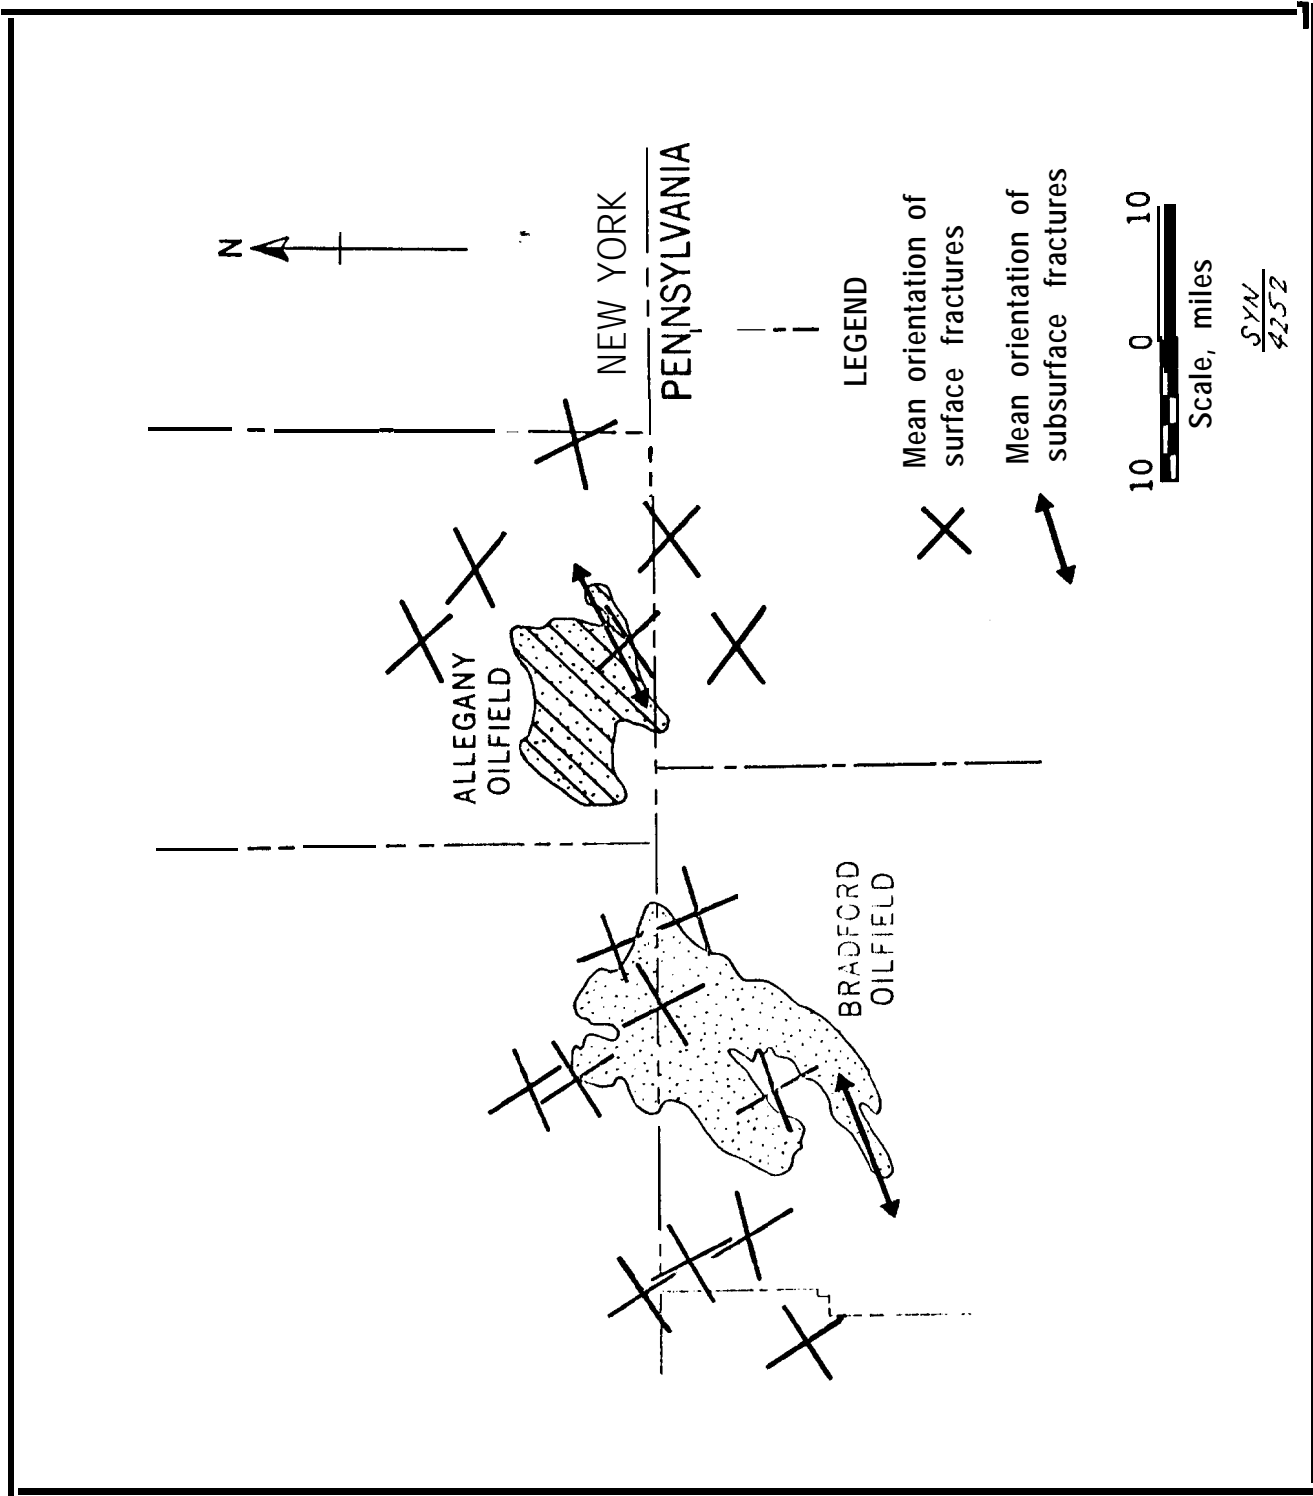 N
NEW YORK
PENNSYLVANIA
ALLEGANY
OILFIELD
BRADFORD
OILFIELD
LEGEND
Mean orientation of
surface fractures
Mean orientation of
subsurface fractures
10 0 10
Scale, miles
SYN
4252